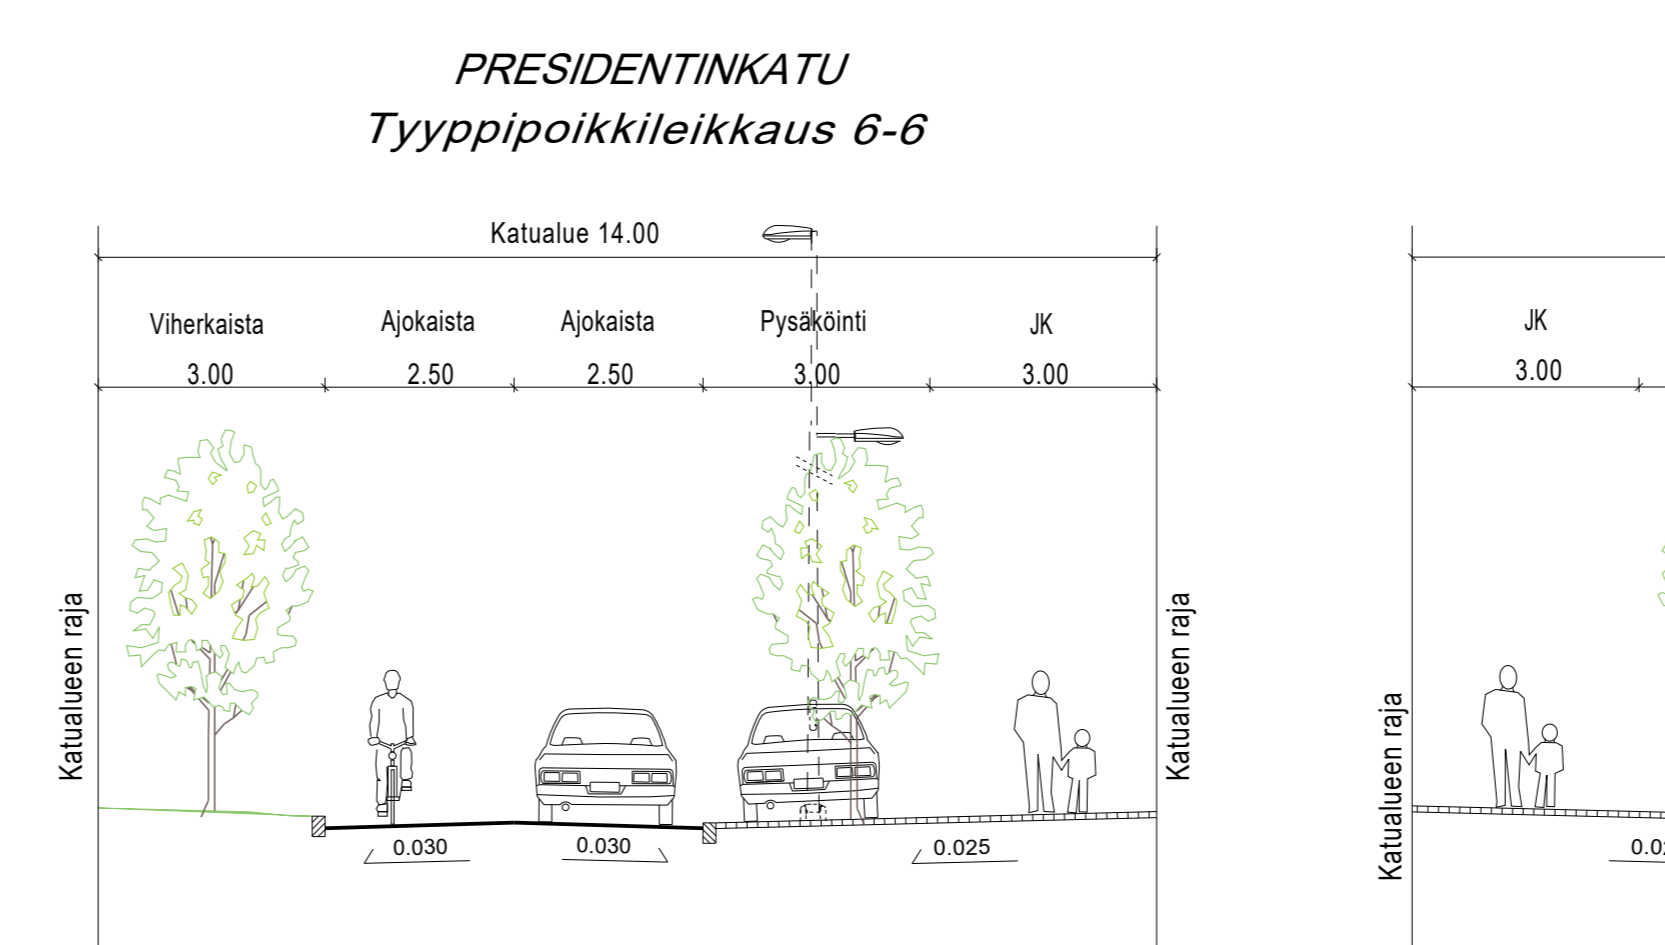 PRESIDENTINKATU
Tyyppipoikkileikkaus 6-6
Katualue 14.00
Viherkaista Ajokaista Ajokaista Pysäköinti JK
3.00 2.50 2.50 3.00 3.00
Katualueen raja
Katualueen raja
0.030 0.030 0.025
JK
3.00
Katualueen raja